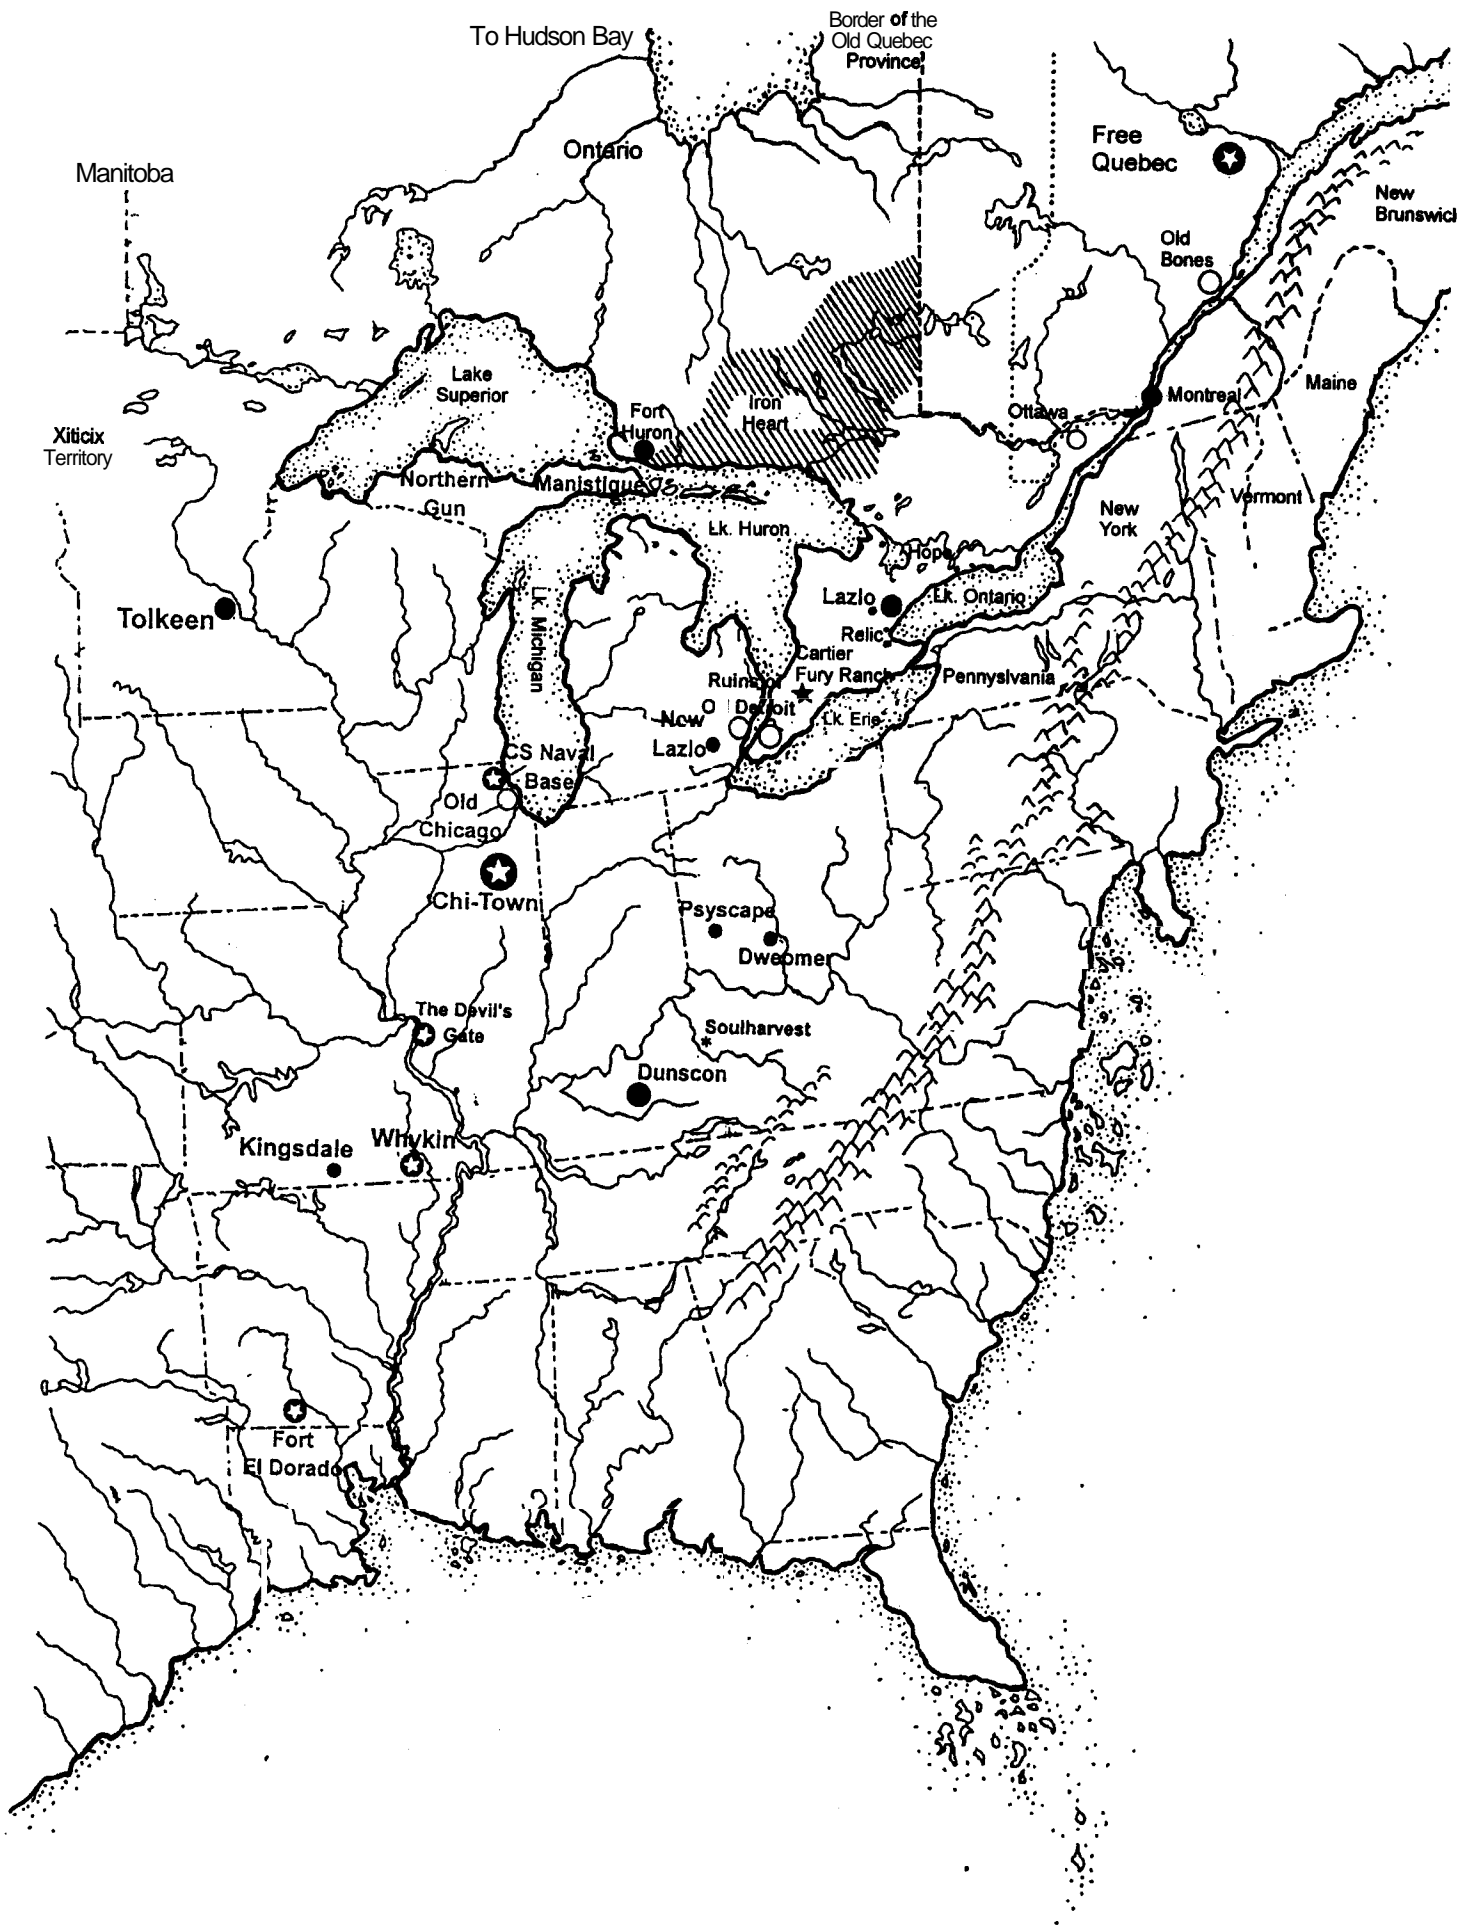 To Hudson Bay
Border of the
Old Quebec
Province
Free
Quebec
Ontario
Manitoba
New
Brunswicl
Old
Bones
Lake
Superior
Maine
Montreal
Iron
Heart
Fort
Huron
Ottawa
Xiticix
Territory
Northern
Gun
Manistique
Vermont
New
York
Lk. Huron
Hope
Lk. Michigan
Lazlo
Lk. Ontario
Tolkeen
Relic
Cartier
Fury Ranch
Pennyslvania
Ruins of
O Detroit
New
Lazlo
Lk. Erie
CS Naval
Base
Old
Chicago
Chi-Town
Psyscape
Dweomer
The Devil's
Gate
Soulharvest
Dunscon
Kingsdale
Whykin
Fort
El Dorado